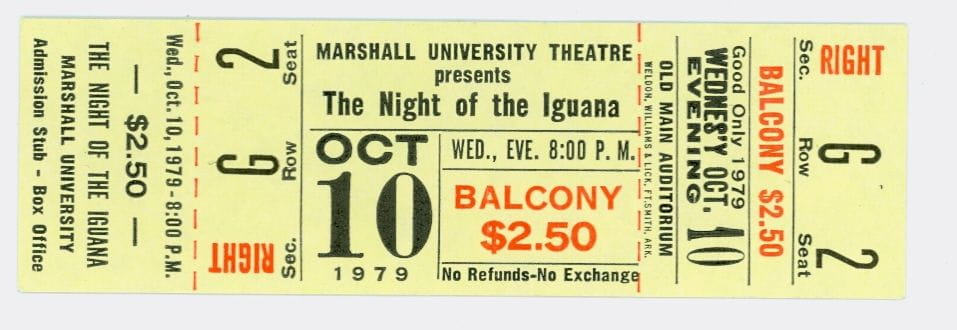 Admission Stub - Box Office
MARSHALL UNIVERSITY
THE NIGHT OF THE IGUANA
— $2.50 —
Wed., Oct. 10, 1979 - 8:00 P.M.
RIGHT G 2
Sec. Row Seat
MARSHALL UNIVERSITY THEATRE
presents
The Night of the Iguana
OCT
10
1979
WED., EVE. 8:00 P. M.
BALCONY
$2.50
No Refunds-No Exchange
WELDON, WILLIAMS & LICK, FT. SMITH, ARK.
OLD MAIN AUDITORIUM
WEDNES'Y OCT. 10
EVENING
Good Only 1979
BALCONY $2.50
Sec. Row Seat
RIGHT G 2